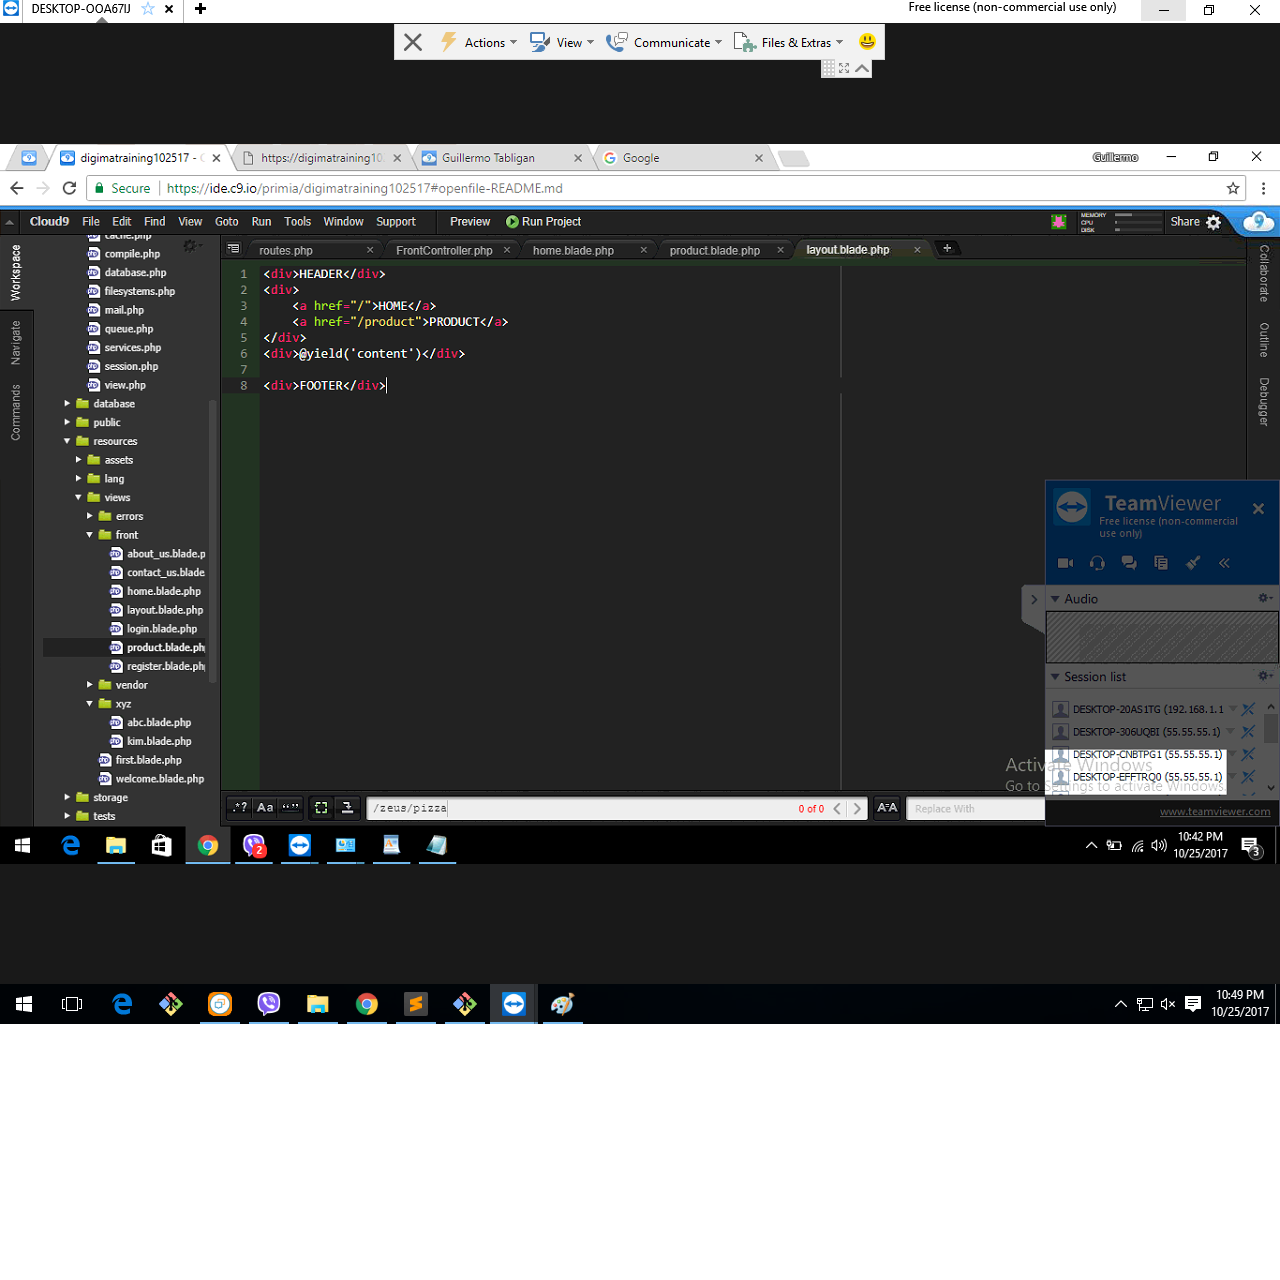 DESKTOP-OOA67IJ
Free license (non-commercial use only)
Actions
View
Communicate
Files & Extras
digimatraining102517 - C
https://digimatraining10
Guillermo Tabligan
Google
Guillermo
Secure
https://ide.c9.io/primia/digimatraining102517#openfile-README.md
Cloud9 File Edit Find View Goto Run Tools Window Support Preview Run Project
MEMORY
CPU
DISK
Share
Workspace
Navigate
Commands
cache.php
compile.php
database.php
filesystems.php
mail.php
queue.php
services.php
session.php
view.php
database
public
resources
assets
lang
views
errors
front
about_us.blade.p
contact_us.blade
home.blade.php
layout.blade.php
login.blade.php
product.blade.ph
register.blade.ph
vendor
xyz
abc.blade.php
kim.blade.php
first.blade.php
welcome.blade.php
storage
tests
routes.php
FrontController.php
home.blade.php
product.blade.php
layout.blade.php
1 <div>HEADER</div>
2 <div>
3 <a href="/">HOME</a>
4 <a href="/product">PRODUCT</a>
5 </div>
6 <div>@yield('content')</div>
7
8 <div>FOOTER</div>
Collaborate
Outline
Debugger
TeamViewer
Free license (non-commercial
use only)
Audio
Session list
DESKTOP-20AS1TG (192.168.1.1
DESKTOP-306UQBI (55.55.55.1)
DESKTOP-CNBTPG1 (55.55.55.1)
DESKTOP-EFFTRQ0 (55.55.55.1)
www.teamviewer.com
Activate Windows
Go to Settings to activate Windows.
.*? Aa “”
/zeus/pizza
0 of 0
Replace With
2
10:42 PM
10/25/2017
3
10:49 PM
10/25/2017